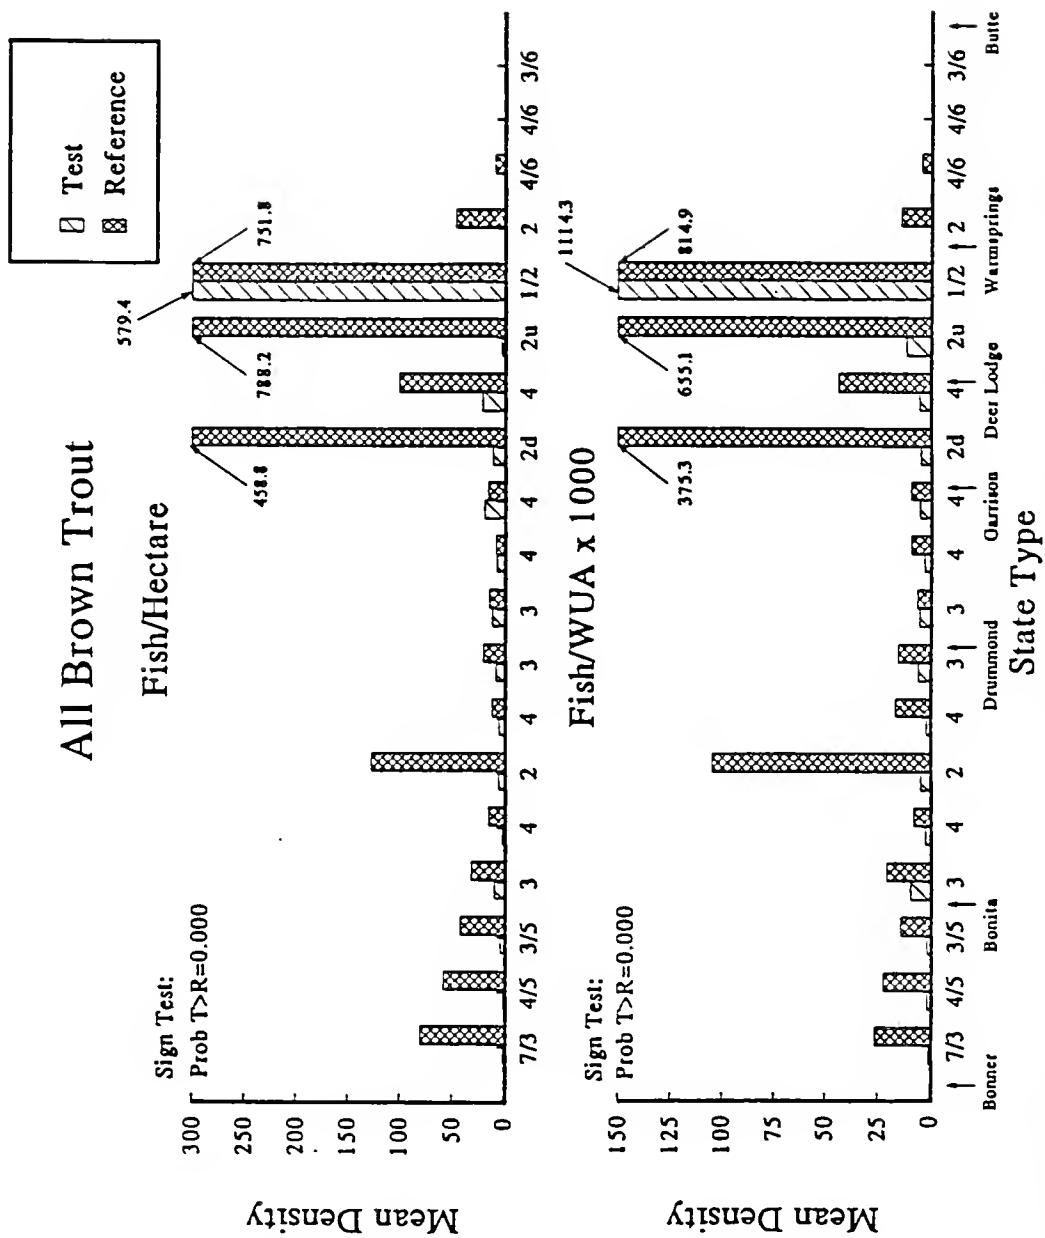 All Brown Trout
Test
Reference
Fish/Hectare
Sign Test:
Prob T>R=0.000
Mean Density
300
250
200
150
100
50
0
458.8
788.2
579.4
751.8
7/3 4/5 3/5 3 4 2 4 3 3 4 4 2d 4 2u 1/2 2 4/6 4/6 3/6
Fish/WUA x 1000
Sign Test:
Prob T>R=0.000
Mean Density
150
125
100
75
50
25
0
375.3
655.1
1114.3
814.9
7/3 4/5 3/5 3 4 2 4 3 3 4 4 2d 4 2u 1/2 2 4/6 4/6 3/6
Bonner Bonita Drummond Garrison Deer Lodge Warmsprings Butte
State Type